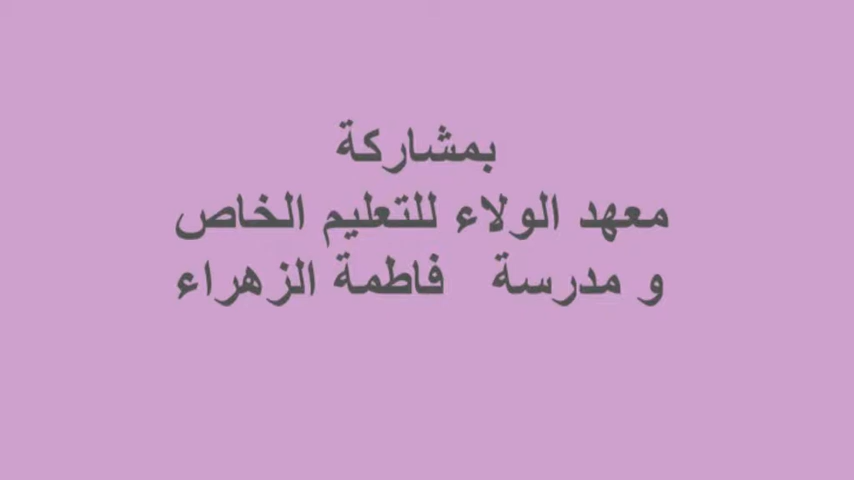 بمشاركة
معهد الولاء للتعليم الخاص
و مدرسة فاطمة الزهراء